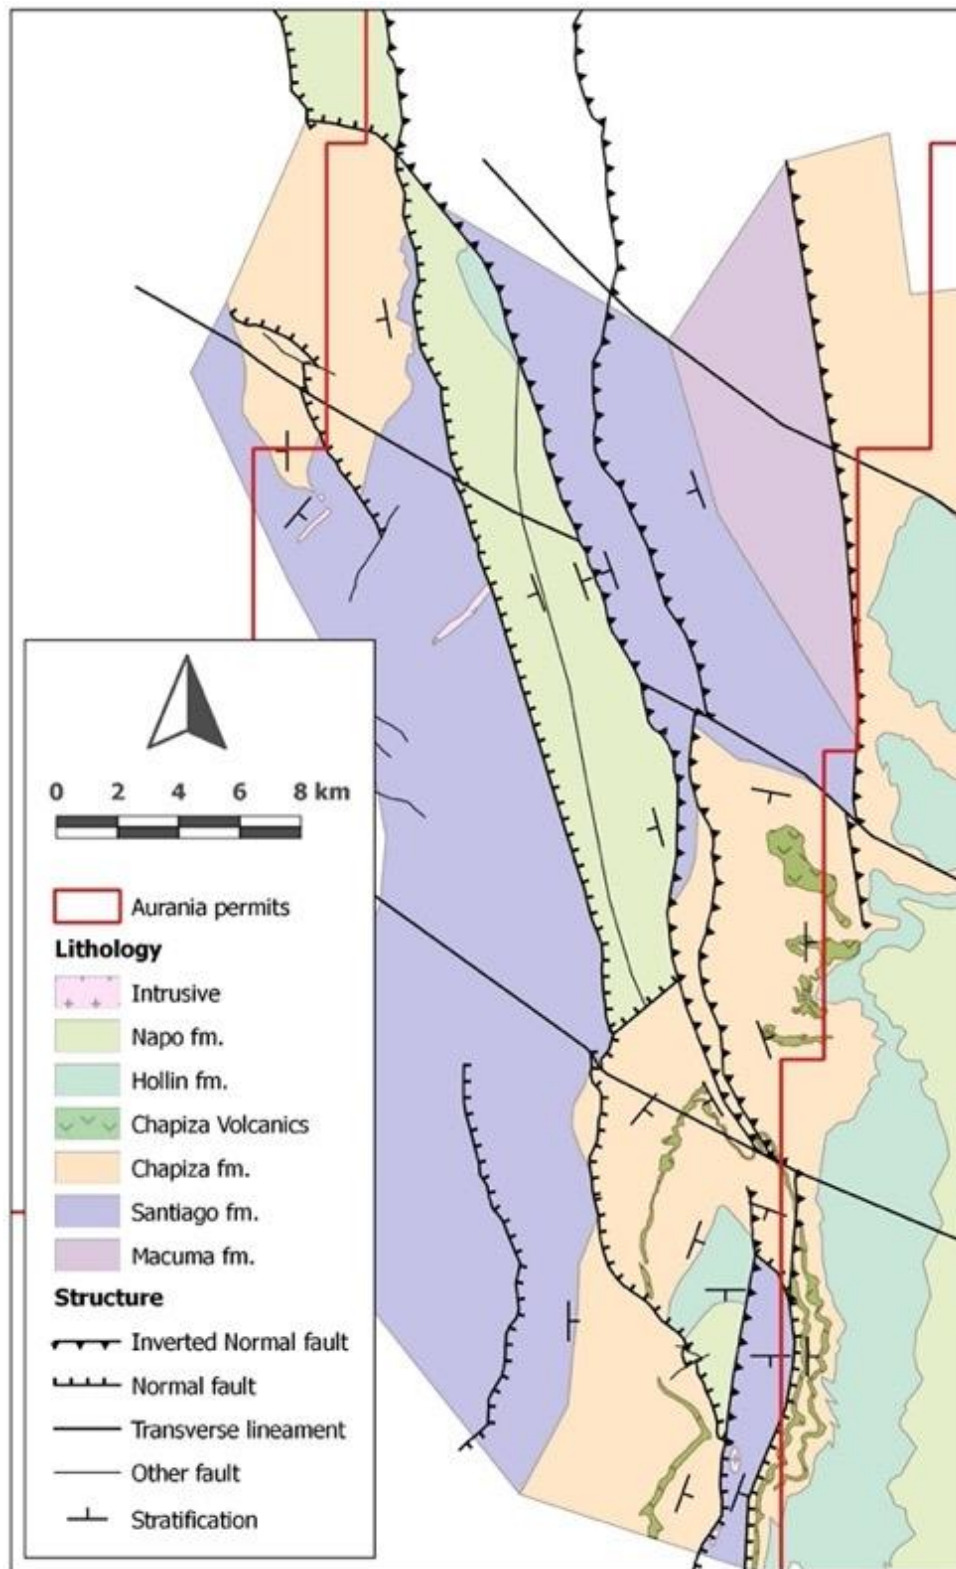 0 2 4 6 8 km
Aurania permits
Lithology
Intrusive
Napo fm.
Hollin fm.
Chapiza Volcanics
Chapiza fm.
Santiago fm.
Macuma fm.
Structure
Inverted Normal fault
Normal fault
Transverse lineament
Other fault
Stratification